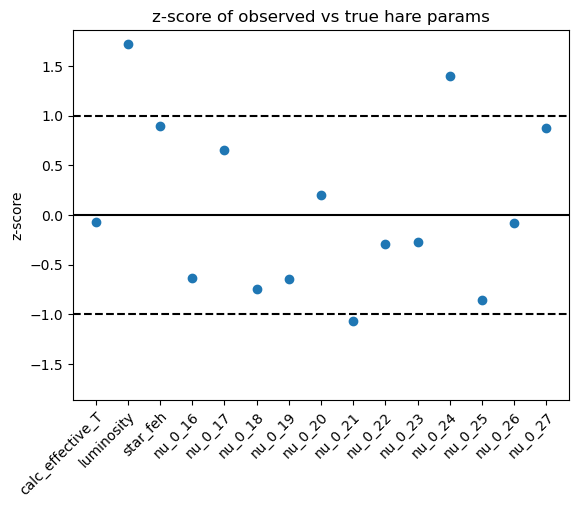 z-score of observed vs true hare params
z-score
1.5
1.0
0.5
0.0
−0.5
−1.0
−1.5
calc_effective_T
luminosity
star_feh
nu_0_16
nu_0_17
nu_0_18
nu_0_19
nu_0_20
nu_0_21
nu_0_22
nu_0_23
nu_0_24
nu_0_25
nu_0_26
nu_0_27